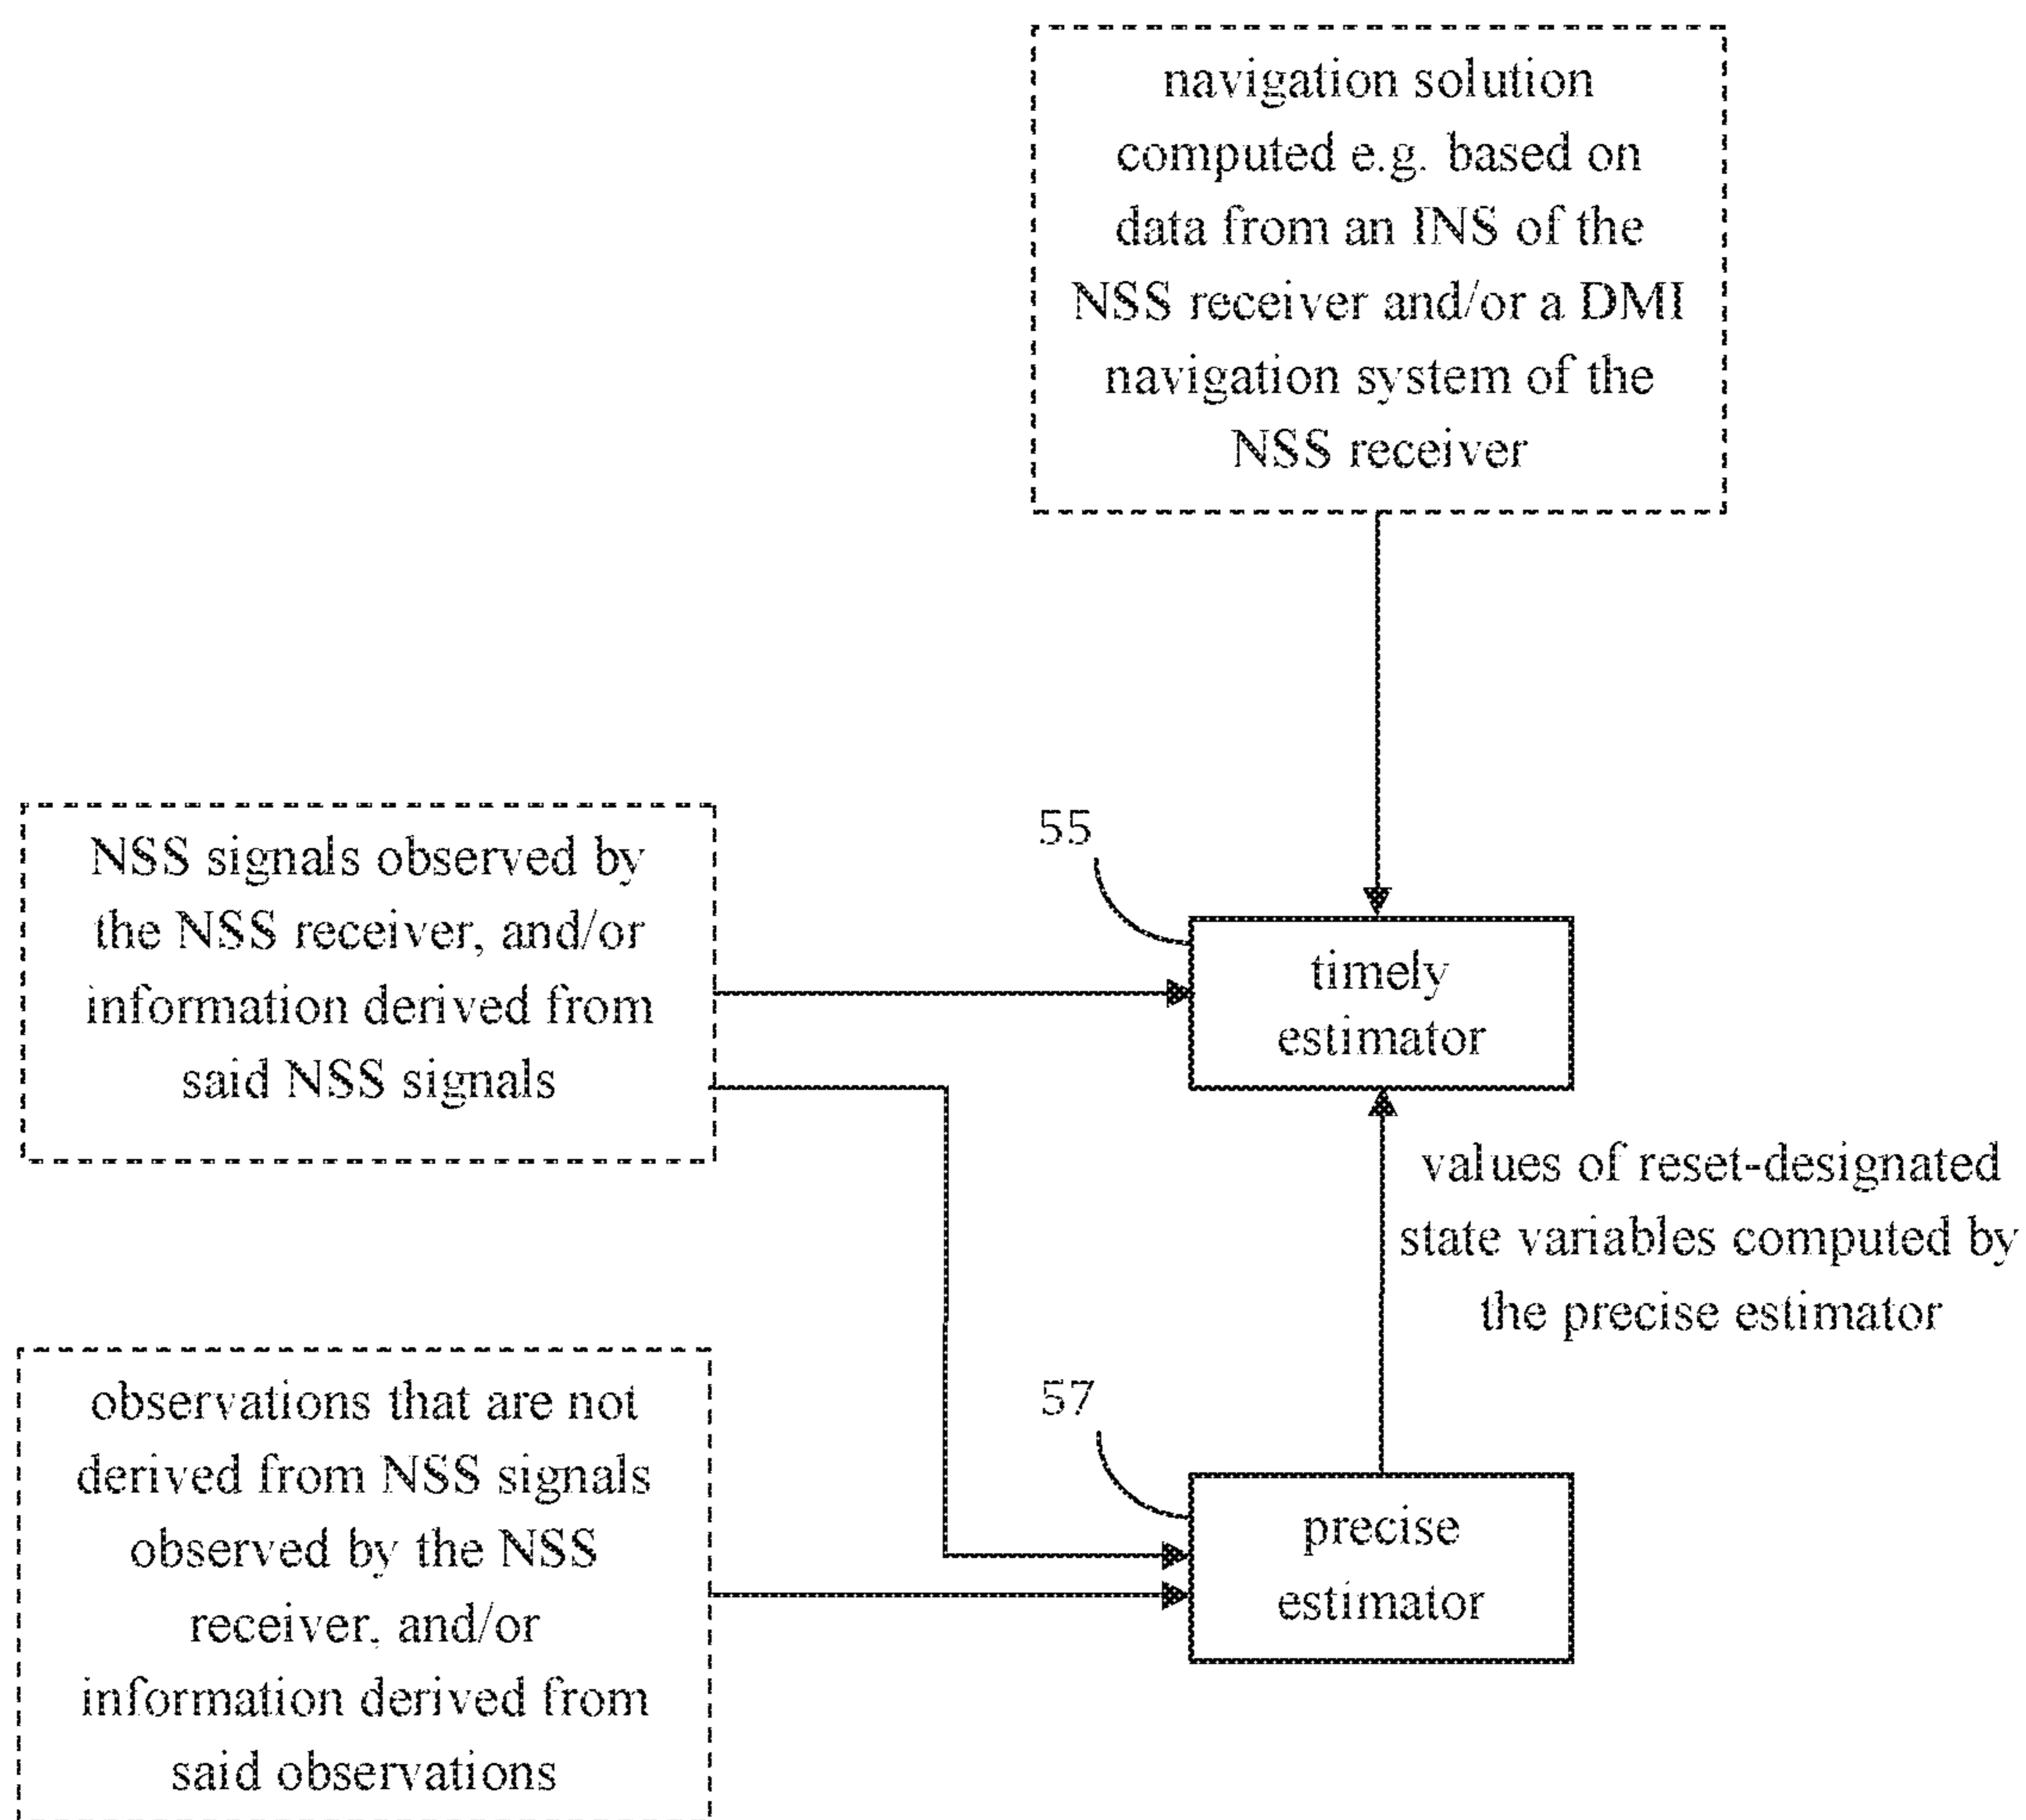 navigation solution
computed e.g. based on
data from an INS of the
NSS receiver and/or a DMI
navigation system of the
NSS receiver
NSS signals observed by
the NSS receiver, and/or
information derived from
said NSS signals
55
timely
estimator
values of reset-designated
state variables computed by
the precise estimator
observations that are not
derived from NSS signals
observed by the NSS
receiver, and/or
information derived from
said observations
57
precise
estimator